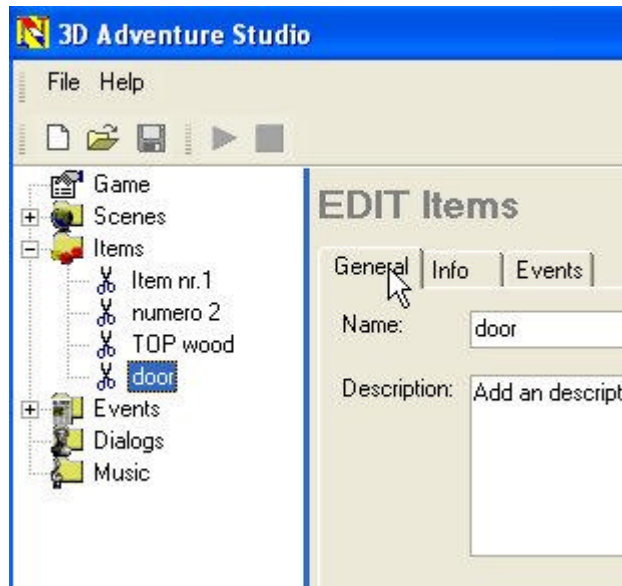 3D Adventure Studio
File Help
Game
Scenes
Items
Item nr.1
numero 2
TOP wood
door
Events
Dialogs
Music
EDIT Items
General Info Events
Name: door
Description: Add an descript